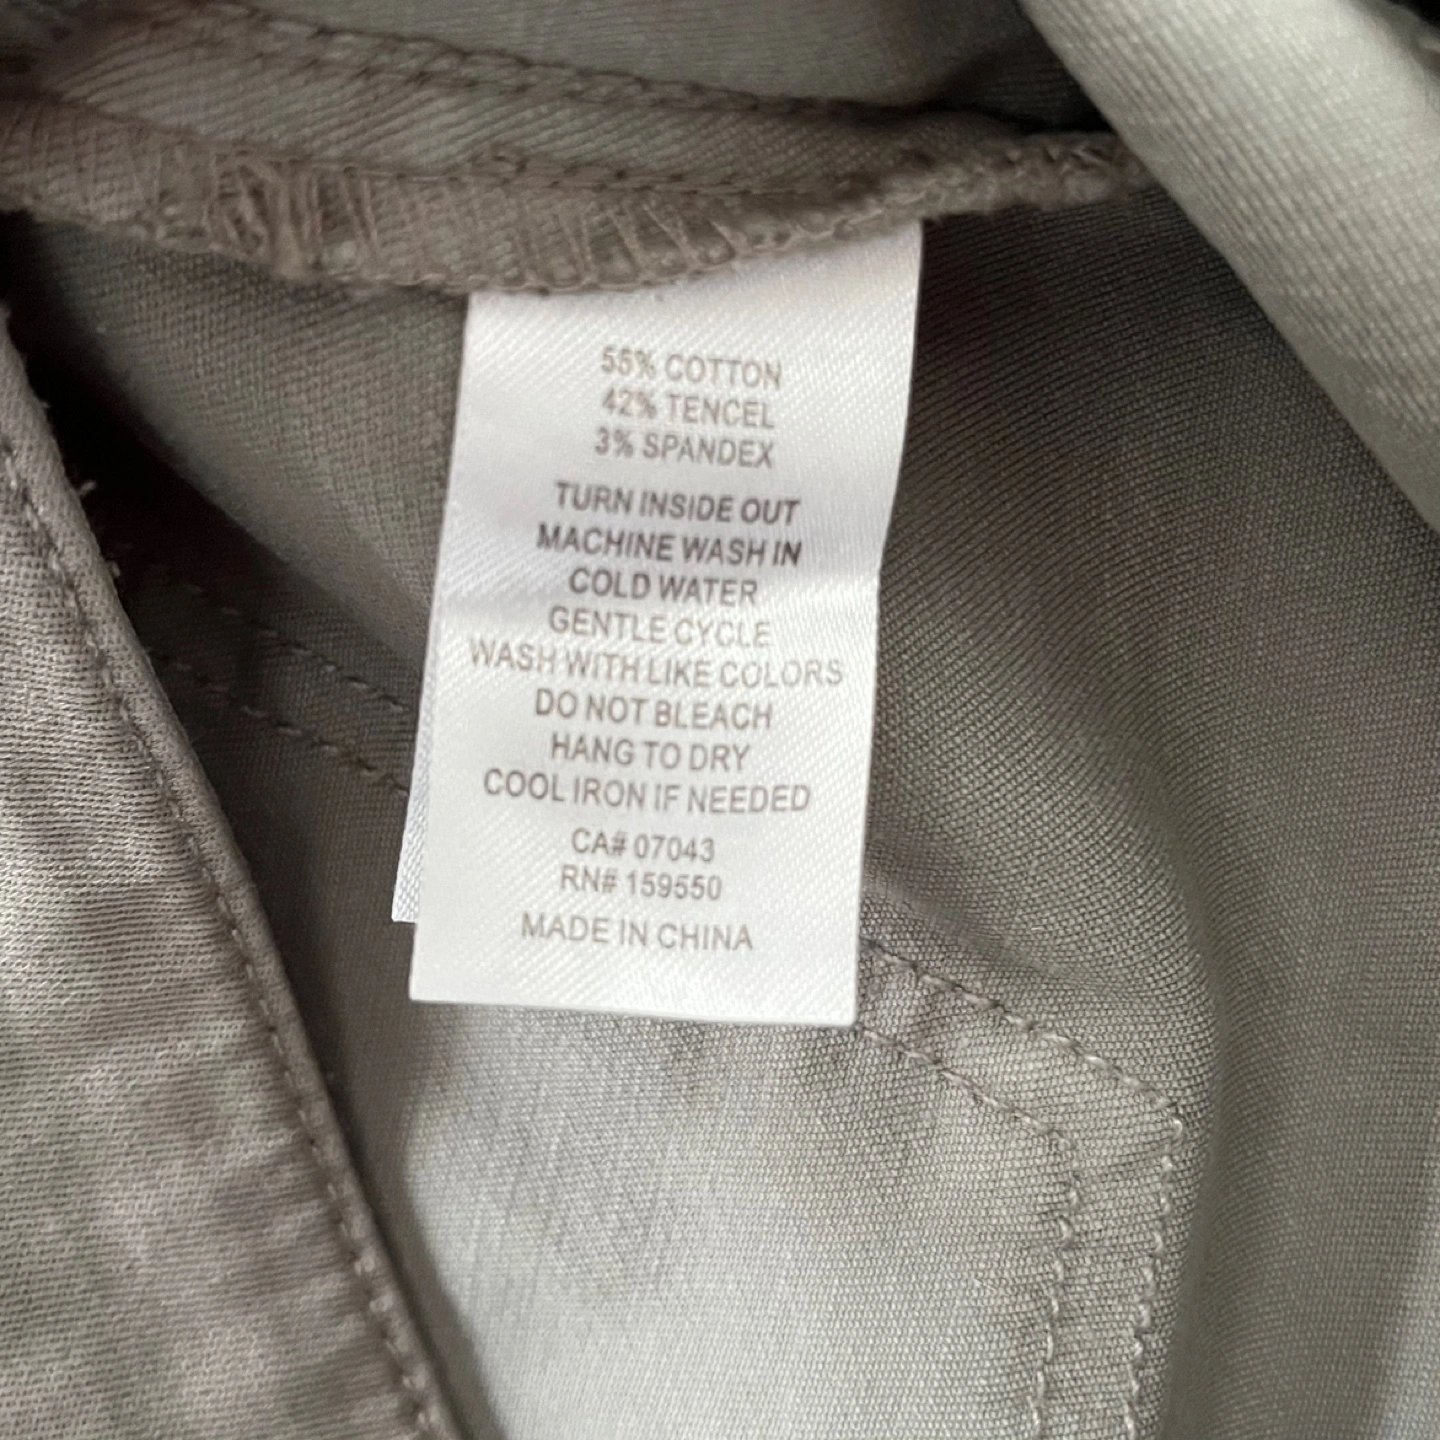 55% COTTON
42% TENCEL
3% SPANDEX
TURN INSIDE OUT
MACHINE WASH IN
COLD WATER
GENTLE CYCLE
WASH WITH LIKE COLORS
DO NOT BLEACH
HANG TO DRY
COOL IRON IF NEEDED
CA# 07043
RN# 159550
MADE IN CHINA